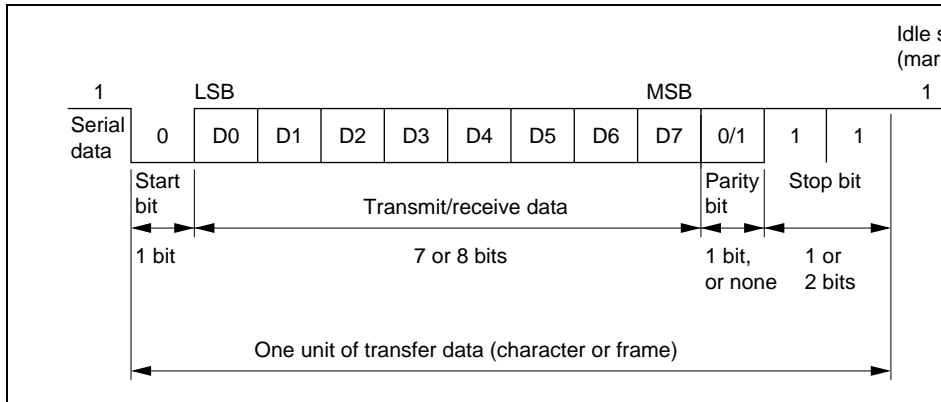 Idle
1 LSB MSB 1
Serial data 0 D0 D1 D2 D3 D4 D5 D6 D7 0/1 1 1
Start bit
Transmit/receive data
Parity bit
Stop bit
1 bit
7 or 8 bits
1 bit, or none
1 or 2 bits
One unit of transfer data (character or frame)